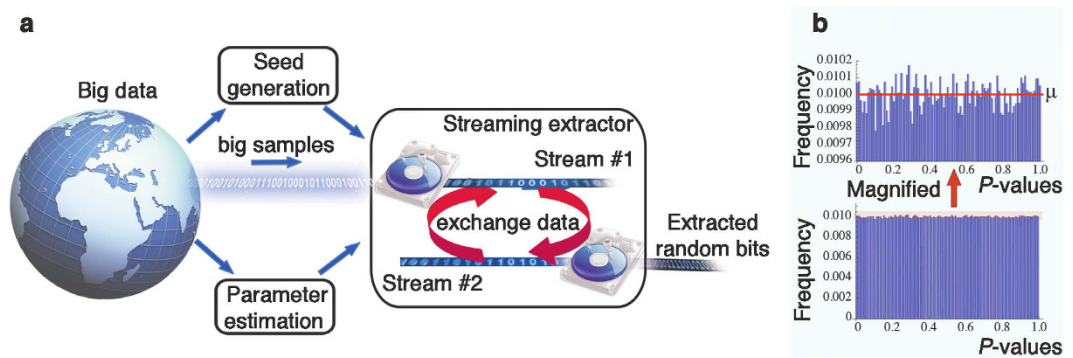 a
Big data
Seed
generation
big samples
Parameter
estimation
Streaming extractor
Stream #1
exchange data
Stream #2
Extracted
random bits
b
Frequency
0.0102
0.0101
0.0100
0.0099
0.0098
0.0097
0.0096
μ
0 0.2 0.4 0.6 0.8 1.0
Magnified
P-values
Frequency
0.010
0.008
0.006
0.004
0.002
0
0 0.2 0.4 0.6 0.8 1.0
P-values